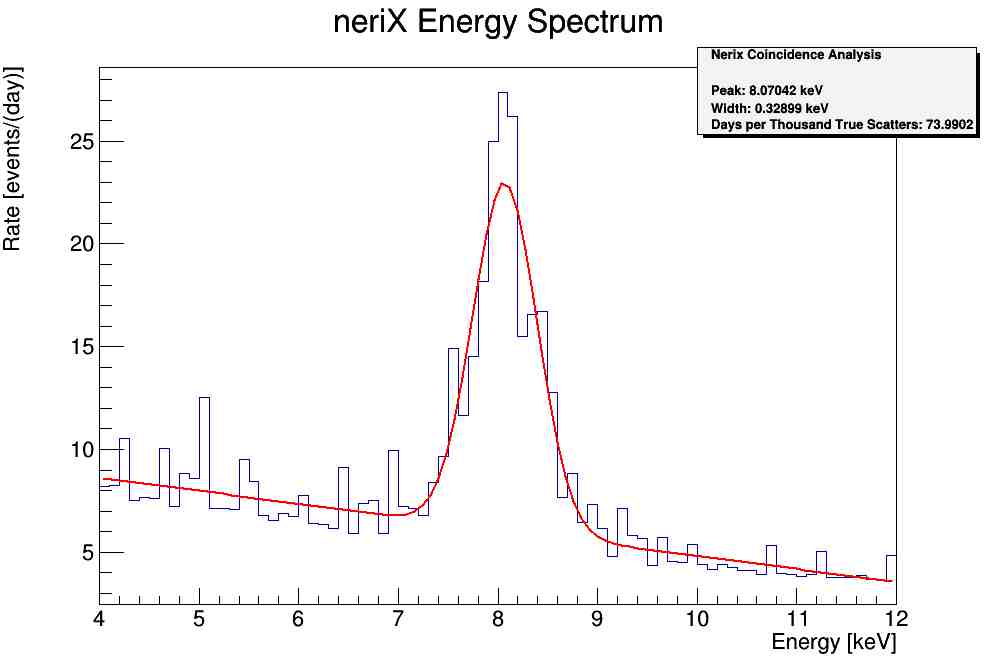 neriX Energy Spectrum
Nerix Coincidence Analysis
Peak: 8.07042 keV
Width: 0.32899 keV
Days per Thousand True Scatters: 73.9902
Rate [events/(day)]
25
20
15
10
5
4 5 6 7 8 9 10 11 12
Energy [keV]